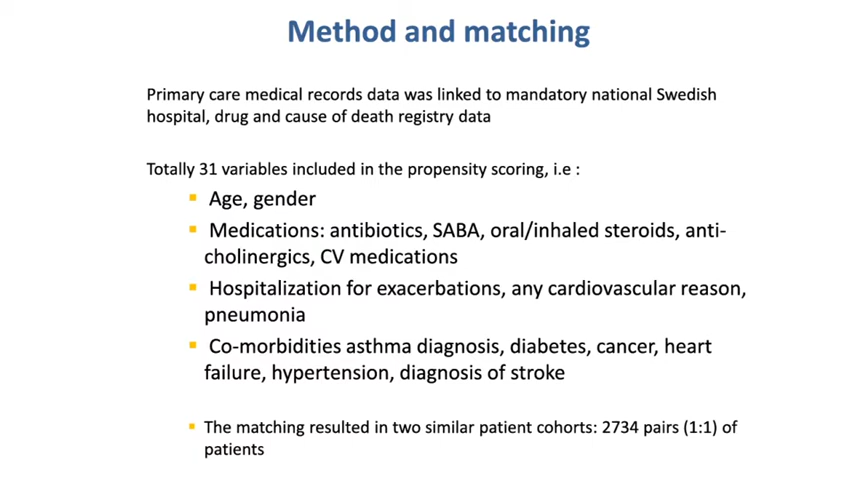 Method and matching
Primary care medical records data was linked to mandatory national Swedish
hospital, drug and cause of death registry data
Totally 31 variables included in the propensity scoring, i.e :
Age, gender
Medications: antibiotics, SABA, oral/inhaled steroids, anti-
cholinergics, CV medications
Hospitalization for exacerbations, any cardiovascular reason,
pneumonia
Co-morbidities asthma diagnosis, diabetes, cancer, heart
failure, hypertension, diagnosis of stroke
The matching resulted in two similar patient cohorts: 2734 pairs (1:1) of
patients